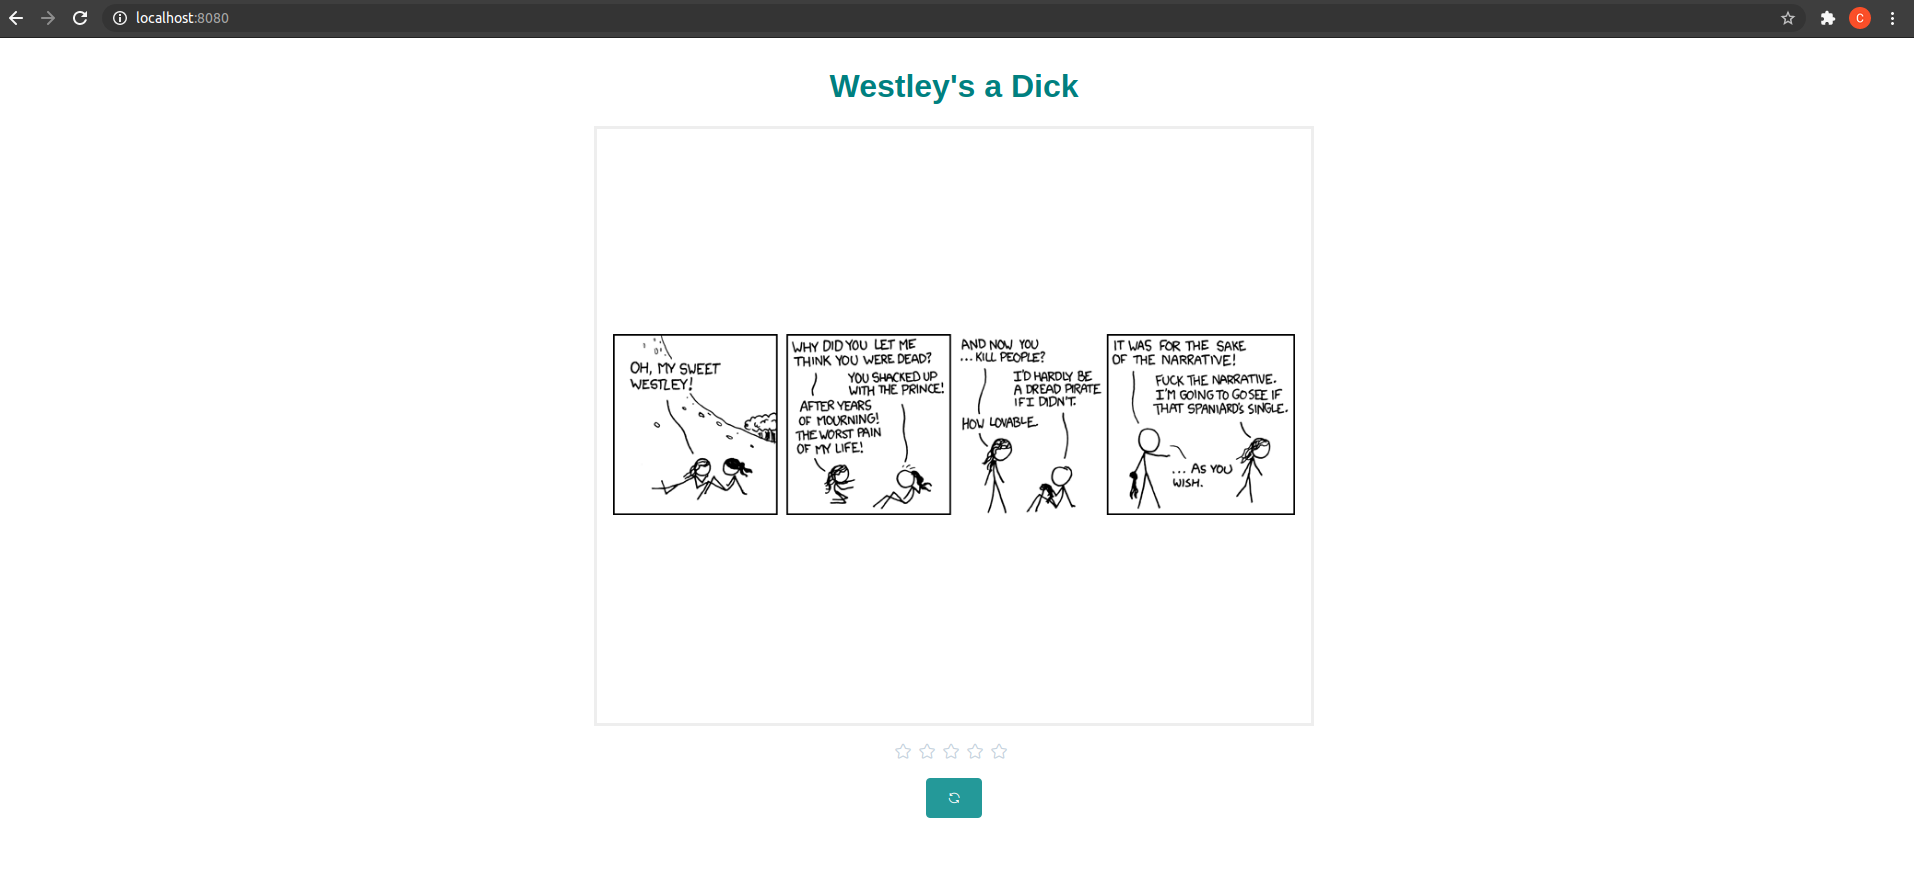 localhost:8080
C
Westley's a Dick
OH, MY SWEET
WESTLEY!
WHY DID YOU LET ME
THINK YOU WERE DEAD?
YOU SHACKED UP
WITH THE PRINCE!
AFTER YEARS
OF MOURNING!
THE WORST PAIN
OF MY LIFE!
AND NOW YOU
...KILL PEOPLE?
I'D HARDLY BE
A DREAD PIRATE
IF I DIDN'T.
HOW LOVABLE.
IT WAS FOR THE SAKE
OF THE NARRATIVE!
FUCK THE NARRATIVE.
I'M GOING TO GO SEE IF
THAT SPANIARD'S SINGLE.
... AS YOU
WISH.